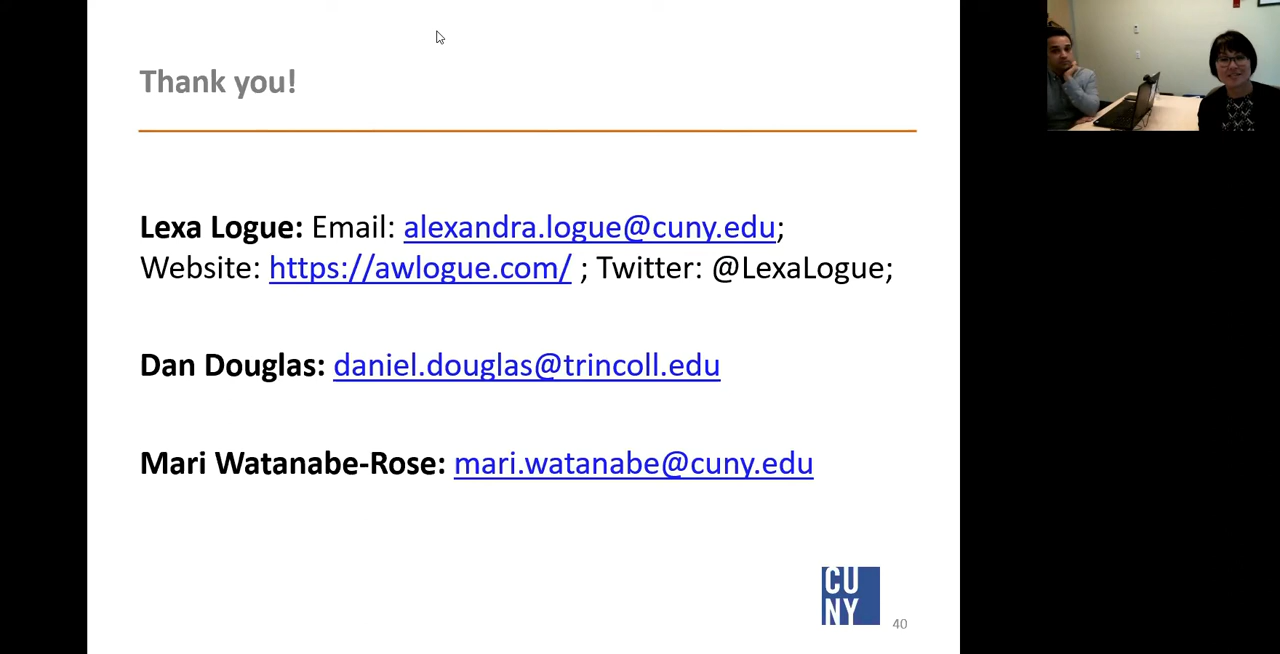 Thank you!
Lexa Logue: Email: alexandra.logue@cuny.edu;
Website: https://awlogue.com/ ; Twitter: @LexaLogue;
Dan Douglas: daniel.douglas@trincoll.edu
Mari Watanabe-Rose: mari.watanabe@cuny.edu
CU
NY
40